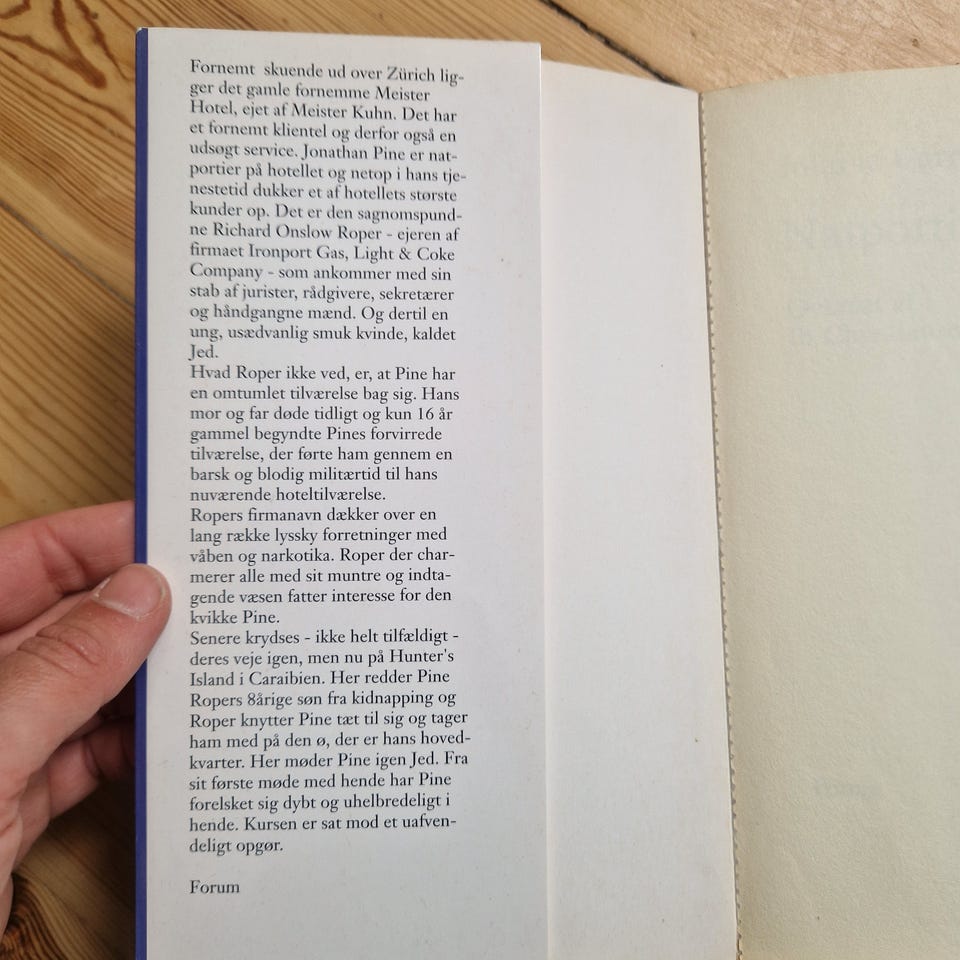 Fornemt skuende ud over Zürich lig-
ger det gamle fornemme Meister
Hotel, ejet af Meister Kuhn. Det har
et fornemt klientel og derfor også en
udsøgt service. Jonathan Pine er nat-
portier på hotellet og netop i hans tje-
nestetid dukker et af hotellets største
kunder op. Det er den sagnomspund-
ne Richard Onslow Roper - ejeren af
firmaet Ironport Gas, Light & Coke
Company - som ankommer med sin
stab af jurister, rådgivere, sekretærer
og håndgangne mænd. Og dertil en
ung, usædvanlig smuk kvinde, kaldet
Jed.
Hvad Roper ikke ved, er, at Pine har
en omtumlet tilværelse bag sig. Hans
mor og far døde tidligt og kun 16 år
gammel begyndte Pines forvirrede
tilværelse, der førte ham gennem en
barsk og blodig militærtid til hans
nuværende hoteltilværelse.
Ropers firmanavn dækker over en
lang række lyssky forretninger med
våben og narkotika. Roper der char-
merer alle med sit muntre og indta-
gende væsen fatter interesse for den
kvikke Pine.
Senere krydses - ikke helt tilfældigt -
deres veje igen, men nu på Hunter's
Island i Caraibien. Her redder Pine
Ropers 8årige søn fra kidnapping og
Roper knytter Pine tæt til sig og tager
ham med på den ø, der er hans hoved-
kvarter. Her møder Pine igen Jed. Fra
sit første møde med hende har Pine
forelsket sig dybt og uhelbredeligt i
hende. Kursen er sat mod et uafven-
deligt opgør.
Forum